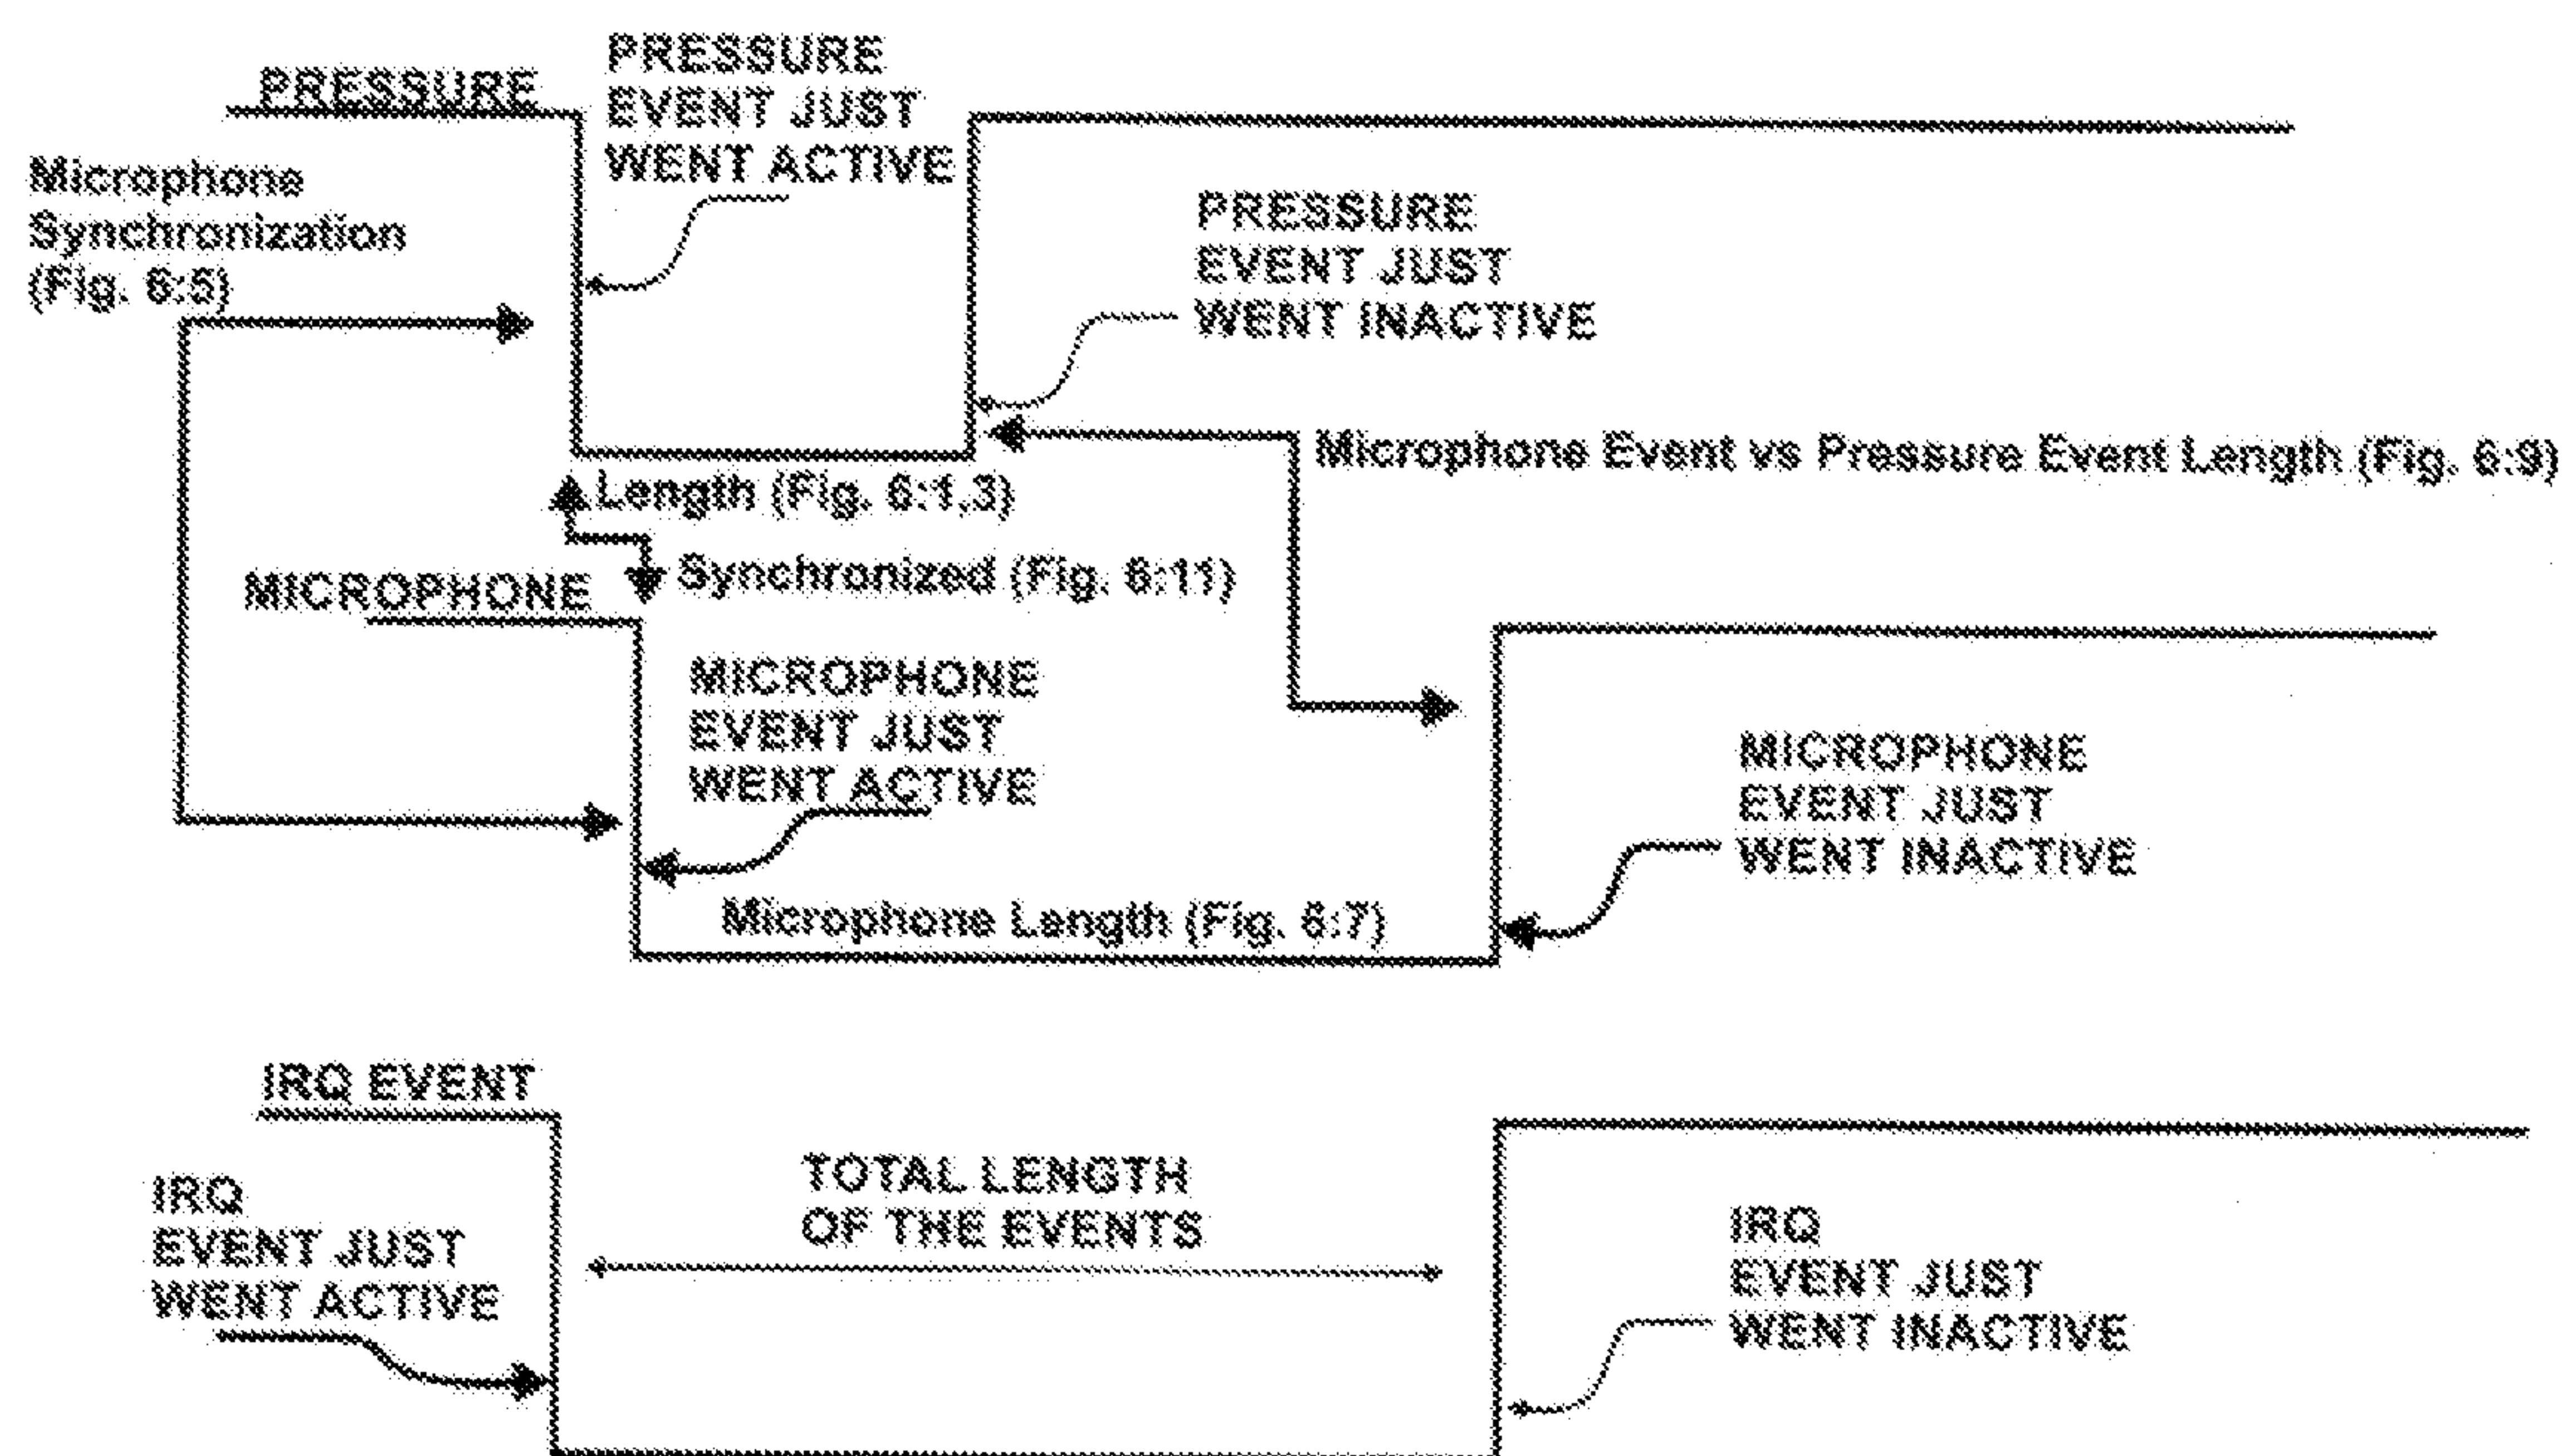 PRESSURE
PRESSURE
EVENT JUST
WENT ACTIVE
Microphone
Synchronization
(Fig. 6:5)
PRESSURE
EVENT JUST
WENT INACTIVE
Microphone Event vs Pressure Event Length (Fig. 6:9)
Length (Fig. 6:1,3)
Synchronized (Fig. 6:11)
MICROPHONE
MICROPHONE
EVENT JUST
WENT ACTIVE
MICROPHONE
EVENT JUST
WENT INACTIVE
Microphone Length (Fig. 6:7)
IRQ EVENT
TOTAL LENGTH
OF THE EVENTS
IRQ
EVENT JUST
WENT ACTIVE
IRQ
EVENT JUST
WENT INACTIVE